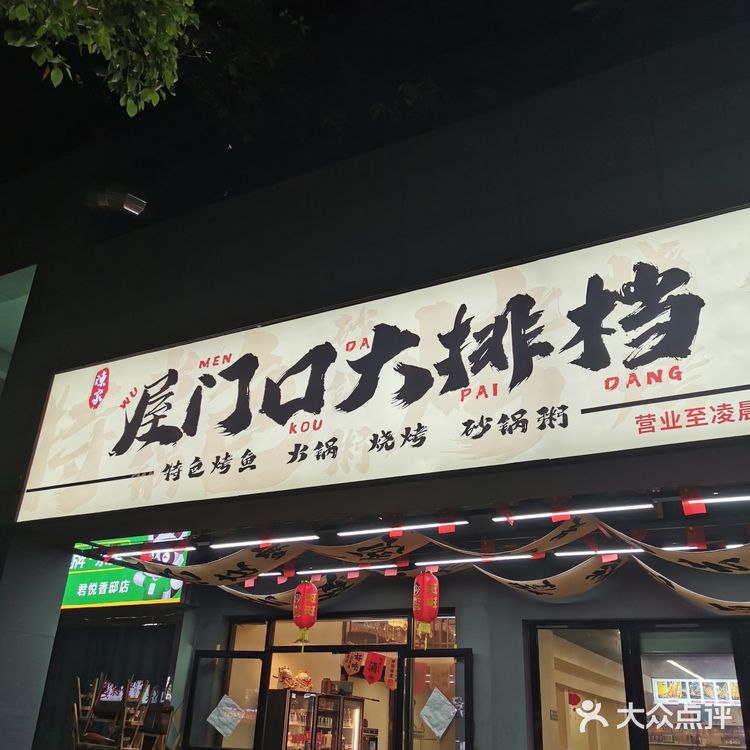 陳家
屋门口大排档
WU MEN KOU DA PAI DANG
特色烤鱼 火锅 烧烤 砂锅粥
营业至凌晨
君悦香邸店
酒
大众点评